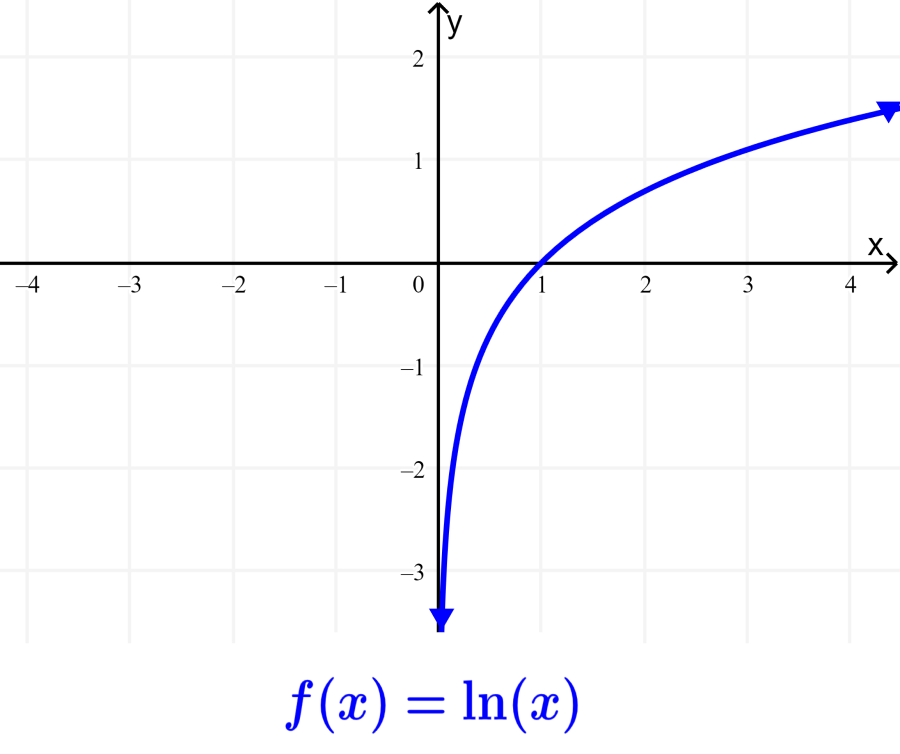 y
2
1
x
–4 –3 –2 –1 0 1 2 3 4
–1
–2
–3
f(x) = ln(x)